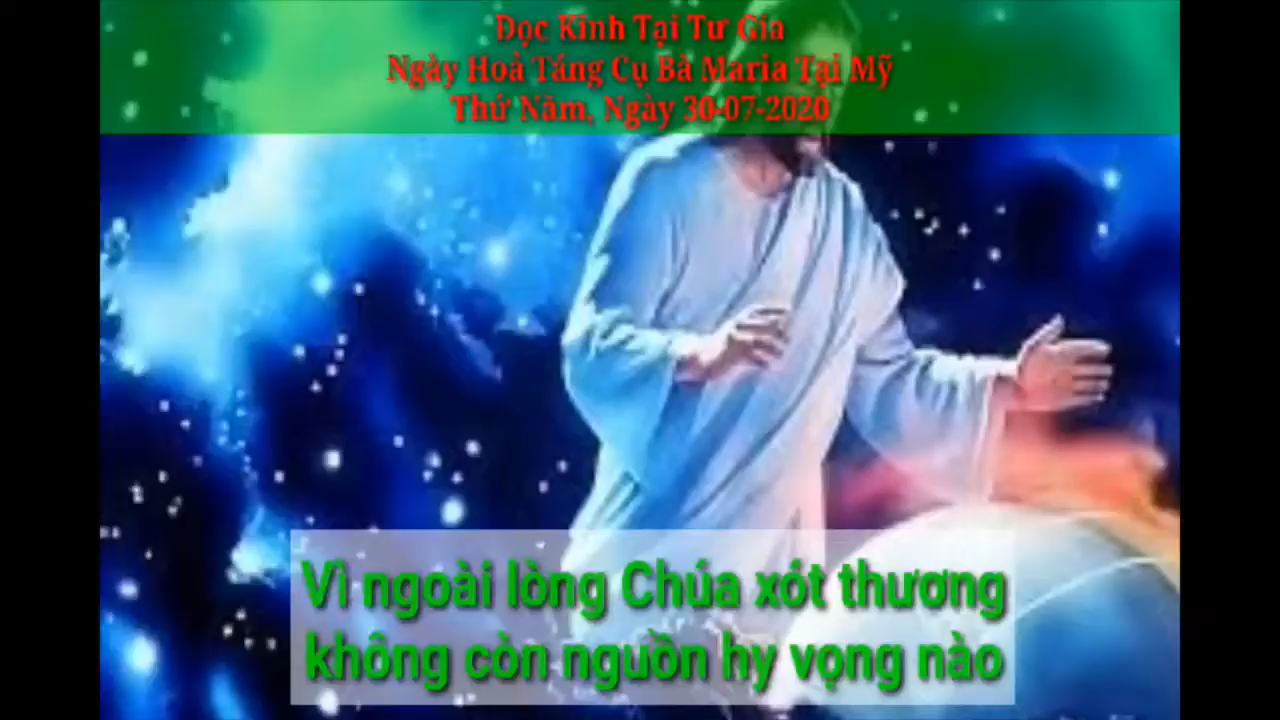 Đọc Kinh Tại Tư Gia
Ngày Hoả Táng Cụ Bà Maria Tại Mỹ
Thứ Năm, Ngày 30-07-2020
Vì ngoài lòng Chúa xót thương
không còn nguồn hy vọng nào